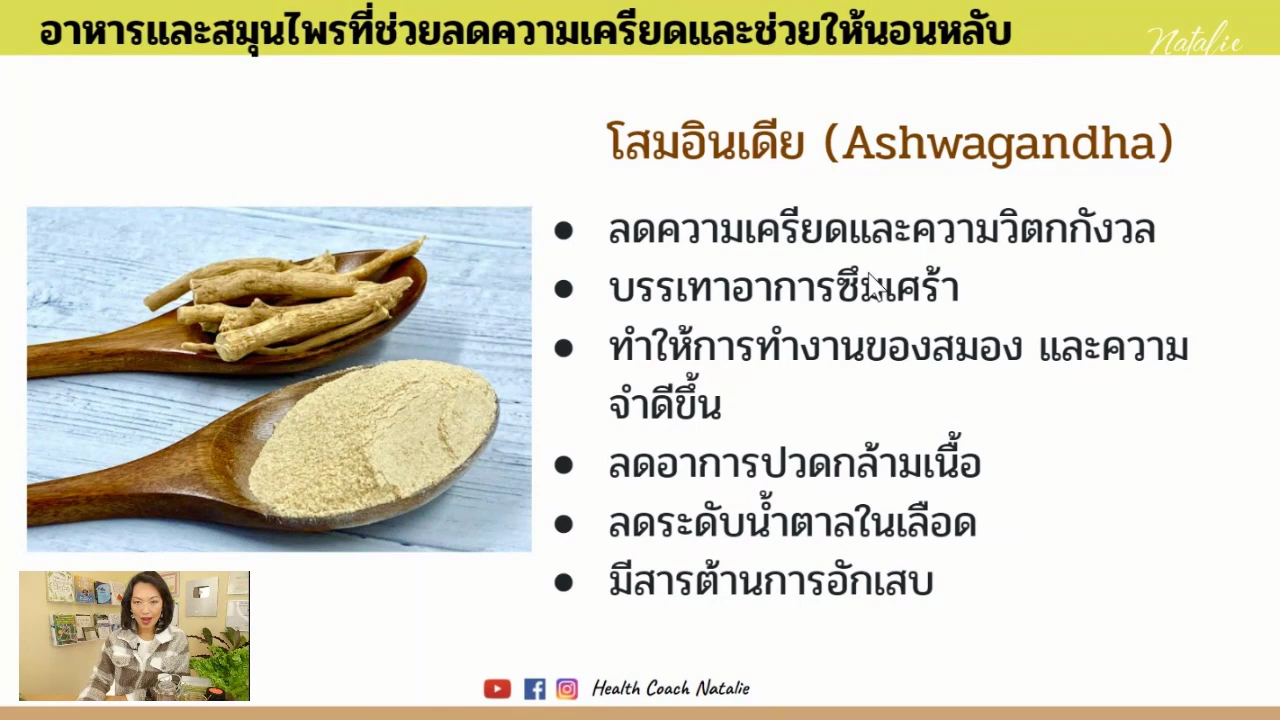 อาหารและสมุนไพรที่ช่วยลดความเครียดและช่วยให้นอนหลับ
Natalie
โสมอินเดีย (Ashwagandha)
● ลดความเครียดและความวิตกกังวล
● บรรเทาอาการซึมเศร้า
● ทำให้การทำงานของสมอง และความ
จำดีขึ้น
● ลดอาการปวดกล้ามเนื้อ
● ลดระดับน้ำตาลในเลือด
● มีสารต้านการอักเสบ
Health Coach Natalie